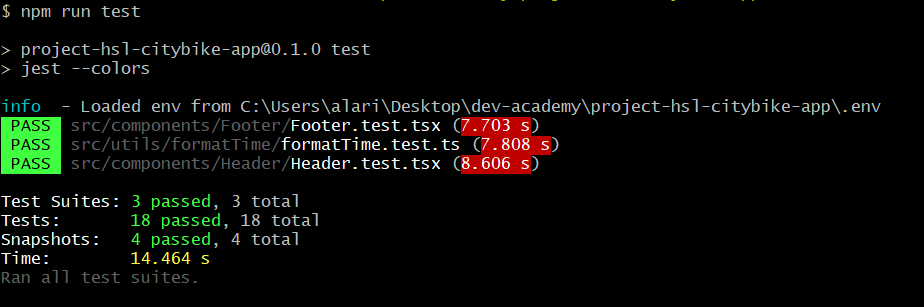 $ npm run test
> project-hsl-citybike-app@0.1.0 test
> jest --colors
info  - Loaded env from C:\Users\alari\Desktop\dev-academy\project-hsl-citybike-app\.env
PASS  src/components/Footer/Footer.test.tsx (7.703 s)
PASS  src/utils/formatTime/formatTime.test.ts (7.808 s)
PASS  src/components/Header/Header.test.tsx (8.606 s)
Test Suites: 3 passed, 3 total
Tests:       18 passed, 18 total
Snapshots:   4 passed, 4 total
Time:        14.464 s
Ran all test suites.